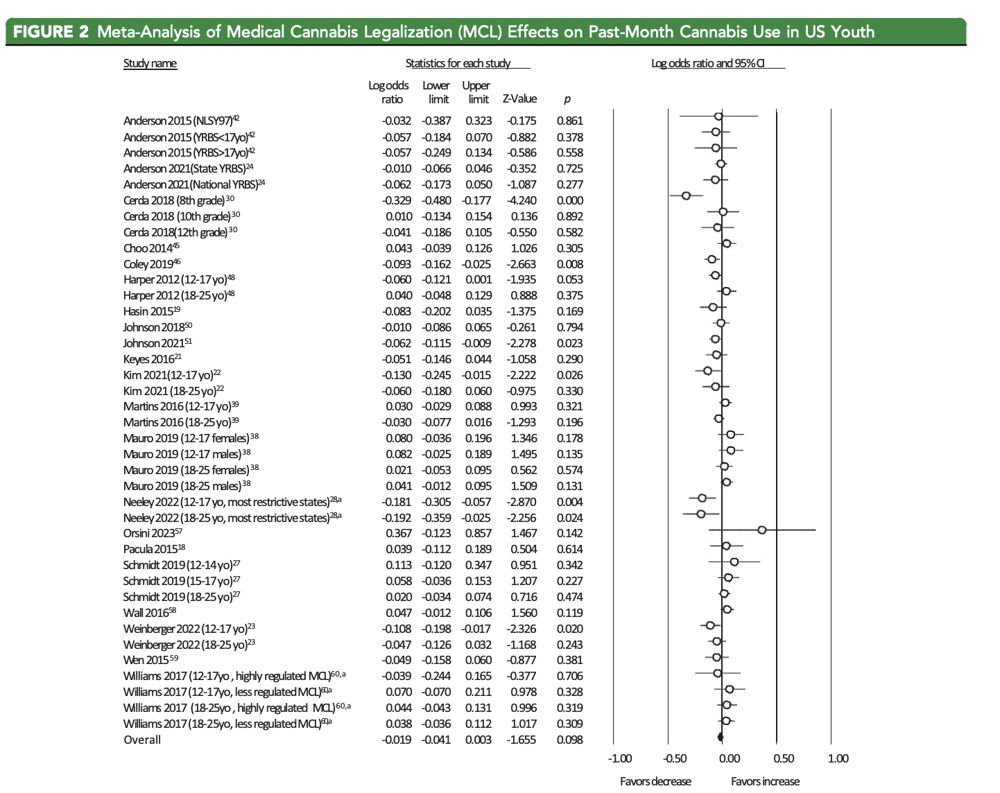 FIGURE 2 Meta-Analysis of Medical Cannabis Legalization (MCL) Effects on Past-Month Cannabis Use in US Youth
Study name Statistics for each study Log odds ratio and 95% CI
Log odds ratio Lower limit Upper limit Z-Value p
Anderson 2015 (NLSY97)42 -0.032 -0.387 0.323 -0.175 0.861
Anderson 2015 (YRBS<17yo)42 -0.057 -0.184 0.070 -0.882 0.378
Anderson 2015 (YRBS>17yo)42 -0.057 -0.249 0.134 -0.586 0.558
Anderson 2021(State YRBS)24 -0.010 -0.066 0.046 -0.352 0.725
Anderson 2021(National YRBS)24 -0.062 -0.173 0.050 -1.087 0.277
Cerda 2018 (8th grade)30 -0.329 -0.480 -0.177 -4.240 0.000
Cerda 2018 (10th grade)30 0.010 -0.134 0.154 0.136 0.892
Cerda 2018(12th grade)30 -0.041 -0.186 0.105 -0.550 0.582
Choo 201445 0.043 -0.039 0.126 1.026 0.305
Coley 201946 -0.093 -0.162 -0.025 -2.663 0.008
Harper 2012 (12-17 yo)48 -0.060 -0.121 0.001 -1.935 0.053
Harper 2012 (18-25 yo)48 0.040 -0.048 0.129 0.888 0.375
Hasin 201519 -0.083 -0.202 0.035 -1.375 0.169
Johnson 201850 -0.010 -0.086 0.065 -0.261 0.794
Johnson 202151 -0.062 -0.115 -0.009 -2.278 0.023
Keyes 201621 -0.051 -0.146 0.044 -1.058 0.290
Kim 2021(12-17 yo)22 -0.130 -0.245 -0.015 -2.222 0.026
Kim 2021 (18-25 yo)22 -0.060 -0.180 0.060 -0.975 0.330
Martins 2016 (12-17 yo)39 0.030 -0.029 0.088 0.993 0.321
Martins 2016 (18-25 yo)39 -0.030 -0.077 0.016 -1.293 0.196
Mauro 2019 (12-17 females)38 0.080 -0.036 0.196 1.346 0.178
Mauro 2019 (12-17 males)38 0.082 -0.025 0.189 1.495 0.135
Mauro 2019 (18-25 females)38 0.021 -0.053 0.095 0.562 0.574
Mauro 2019 (18-25 males)38 0.041 -0.012 0.095 1.509 0.131
Neeley 2022 (12-17 yo, most restrictive states)28,a -0.181 -0.305 -0.057 -2.870 0.004
Neeley 2022 (18-25 yo, most restrictive states)28,a -0.192 -0.359 -0.025 -2.256 0.024
Orsini 202357 0.367 -0.123 0.857 1.467 0.142
Pacula 201518 0.039 -0.112 0.189 0.504 0.614
Schmidt 2019 (12-14 yo)27 0.113 -0.120 0.347 0.951 0.342
Schmidt 2019 (15-17 yo)27 0.058 -0.036 0.153 1.207 0.227
Schmidt 2019 (18-25 yo)27 0.020 -0.034 0.074 0.716 0.474
Wall 201658 0.047 -0.012 0.106 1.560 0.119
Weinberger 2022 (12-17 yo)23 -0.108 -0.198 -0.017 -2.326 0.020
Weinberger 2022 (18-25 yo)23 -0.047 -0.126 0.032 -1.168 0.243
Wen 201559 -0.049 -0.158 0.060 -0.877 0.381
Williams 2017 (12-17yo , highly regulated MCL)60,a -0.039 -0.244 0.165 -0.377 0.706
Williams 2017 (12-17yo, less regulated MCL)60,a 0.070 -0.070 0.211 0.978 0.328
Williams 2017 (18-25yo , highly regulated MCL)60,a 0.044 -0.043 0.131 0.996 0.319
Williams 2017 (18-25yo, less regulated MCL)60,a 0.038 -0.036 0.112 1.017 0.309
Overall -0.019 -0.041 0.003 -1.655 0.098
-1.00 -0.50 0.00 0.50 1.00
Favors decrease Favors increase